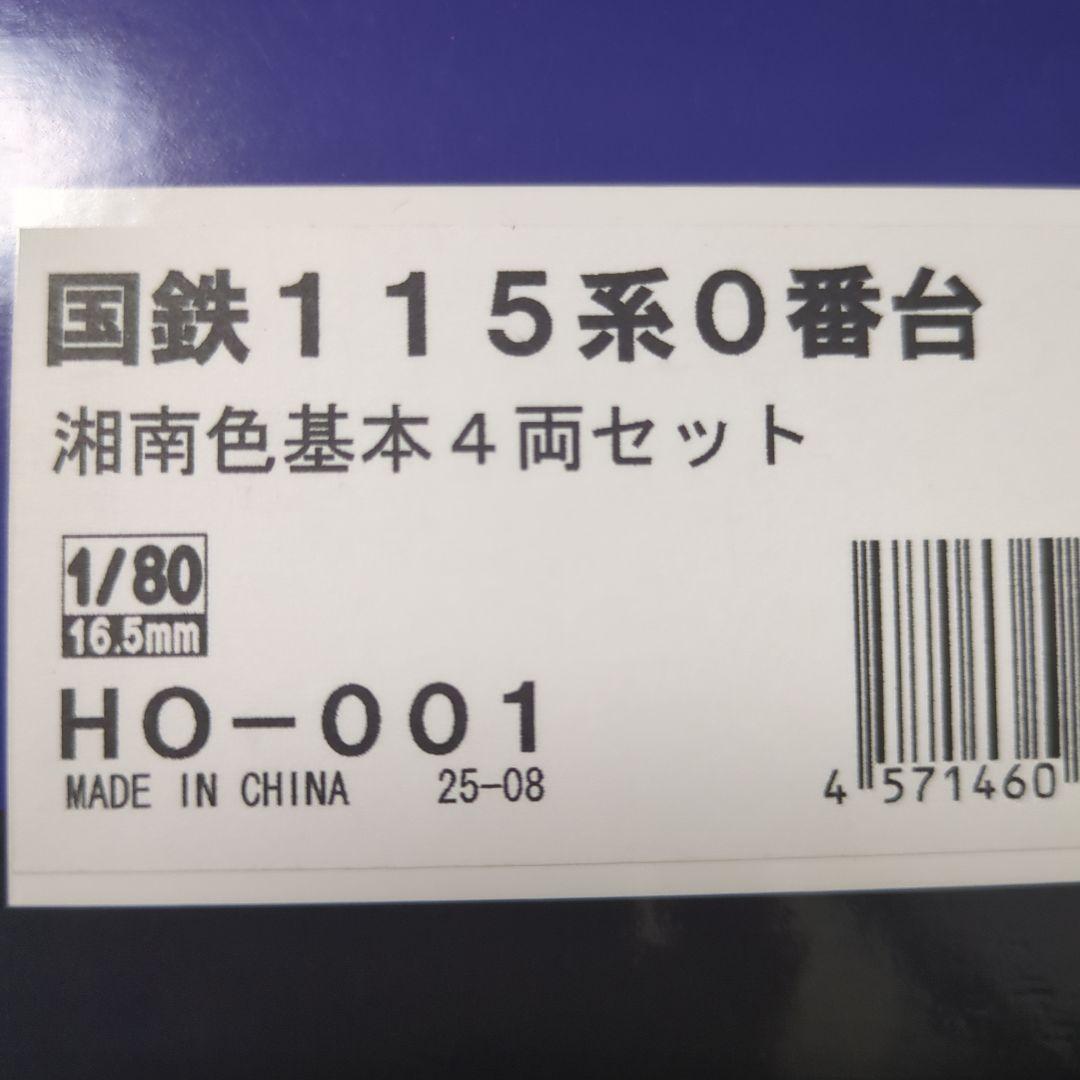 国鉄１１５系０番台
湘南色基本４両セット
1/80
16.5mm
ＨＯ－００１
MADE IN CHINA 25-08
4 571460